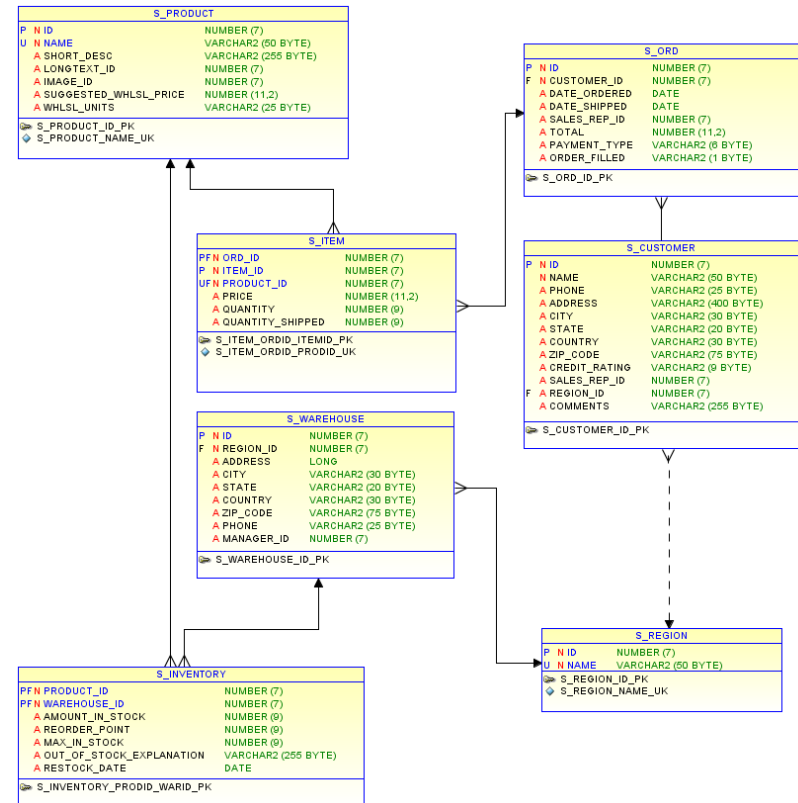 S_PRODUCT
P N ID NUMBER (7)
U N NAME VARCHAR2 (50 BYTE)
A SHORT_DESC VARCHAR2 (255 BYTE)
A LONGTEXT_ID NUMBER (7)
A IMAGE_ID NUMBER (7)
A SUGGESTED_WHLSL_PRICE NUMBER (11,2)
A WHLSL_UNITS VARCHAR2 (25 BYTE)
S_PRODUCT_ID_PK
S_PRODUCT_NAME_UK
S_ORD
P N ID NUMBER (7)
F N CUSTOMER_ID NUMBER (7)
A DATE_ORDERED DATE
A DATE_SHIPPED DATE
A SALES_REP_ID NUMBER (7)
A TOTAL NUMBER (11,2)
A PAYMENT_TYPE VARCHAR2 (6 BYTE)
A ORDER_FILLED VARCHAR2 (1 BYTE)
S_ORD_ID_PK
S_ITEM
PF N ORD_ID NUMBER (7)
P N ITEM_ID NUMBER (7)
UF N PRODUCT_ID NUMBER (7)
A PRICE NUMBER (11,2)
A QUANTITY NUMBER (9)
A QUANTITY_SHIPPED NUMBER (9)
S_ITEM_ORDID_ITEMID_PK
S_ITEM_ORDID_PRODID_UK
S_CUSTOMER
P N ID NUMBER (7)
N NAME VARCHAR2 (50 BYTE)
A PHONE VARCHAR2 (25 BYTE)
A ADDRESS VARCHAR2 (400 BYTE)
A CITY VARCHAR2 (30 BYTE)
A STATE VARCHAR2 (20 BYTE)
A COUNTRY VARCHAR2 (30 BYTE)
A ZIP_CODE VARCHAR2 (75 BYTE)
A CREDIT_RATING VARCHAR2 (9 BYTE)
A SALES_REP_ID NUMBER (7)
F A REGION_ID NUMBER (7)
A COMMENTS VARCHAR2 (255 BYTE)
S_CUSTOMER_ID_PK
S_WAREHOUSE
P N ID NUMBER (7)
F N REGION_ID NUMBER (7)
A ADDRESS LONG
A CITY VARCHAR2 (30 BYTE)
A STATE VARCHAR2 (20 BYTE)
A COUNTRY VARCHAR2 (30 BYTE)
A ZIP_CODE VARCHAR2 (75 BYTE)
A PHONE VARCHAR2 (25 BYTE)
A MANAGER_ID NUMBER (7)
S_WAREHOUSE_ID_PK
S_REGION
P N ID NUMBER (7)
U N NAME VARCHAR2 (50 BYTE)
S_REGION_ID_PK
S_REGION_NAME_UK
S_INVENTORY
PF N PRODUCT_ID NUMBER (7)
PF N WAREHOUSE_ID NUMBER (7)
A AMOUNT_IN_STOCK NUMBER (9)
A REORDER_POINT NUMBER (9)
A MAX_IN_STOCK NUMBER (9)
A OUT_OF_STOCK_EXPLANATION VARCHAR2 (255 BYTE)
A RESTOCK_DATE DATE
S_INVENTORY_PRODID_WARID_PK